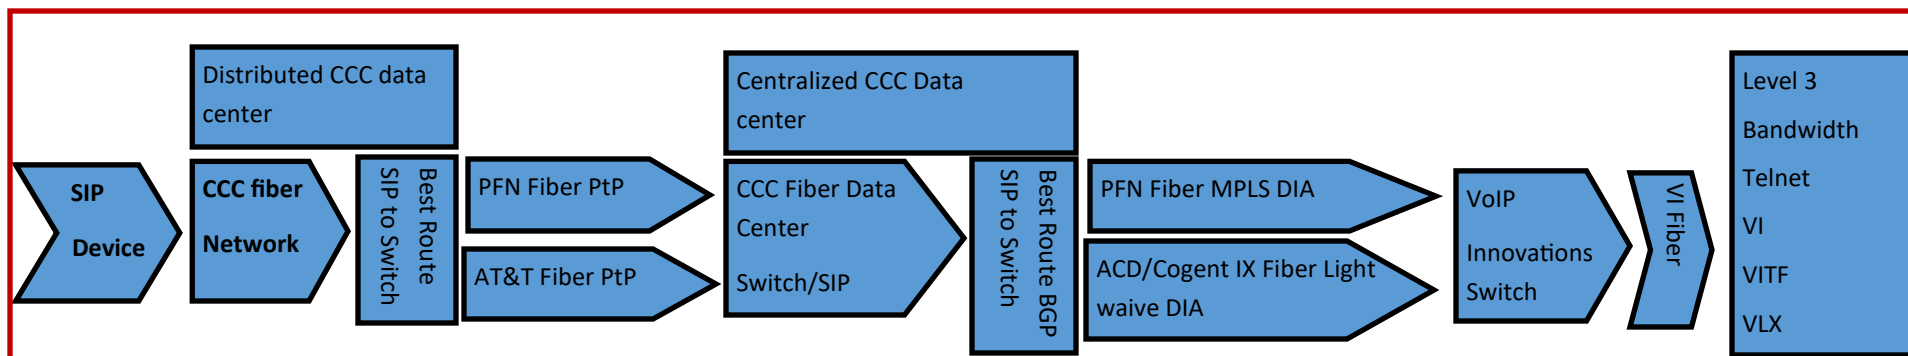 Distributed CCC data
center
Centralized CCC Data
center
SIP
Device
CCC fiber
Network
Best Route
SIP to Switch
PFN Fiber PtP
AT&T Fiber PtP
CCC Fiber Data
Center
Switch/SIP
Best Route BGP
SIP to Switch
PFN Fiber MPLS DIA
ACD/Cogent IX Fiber Light
waive DIA
VoIP
Innovations
Switch
VI Fiber
Level 3
Bandwidth
Telnet
VI
VITF
VLX